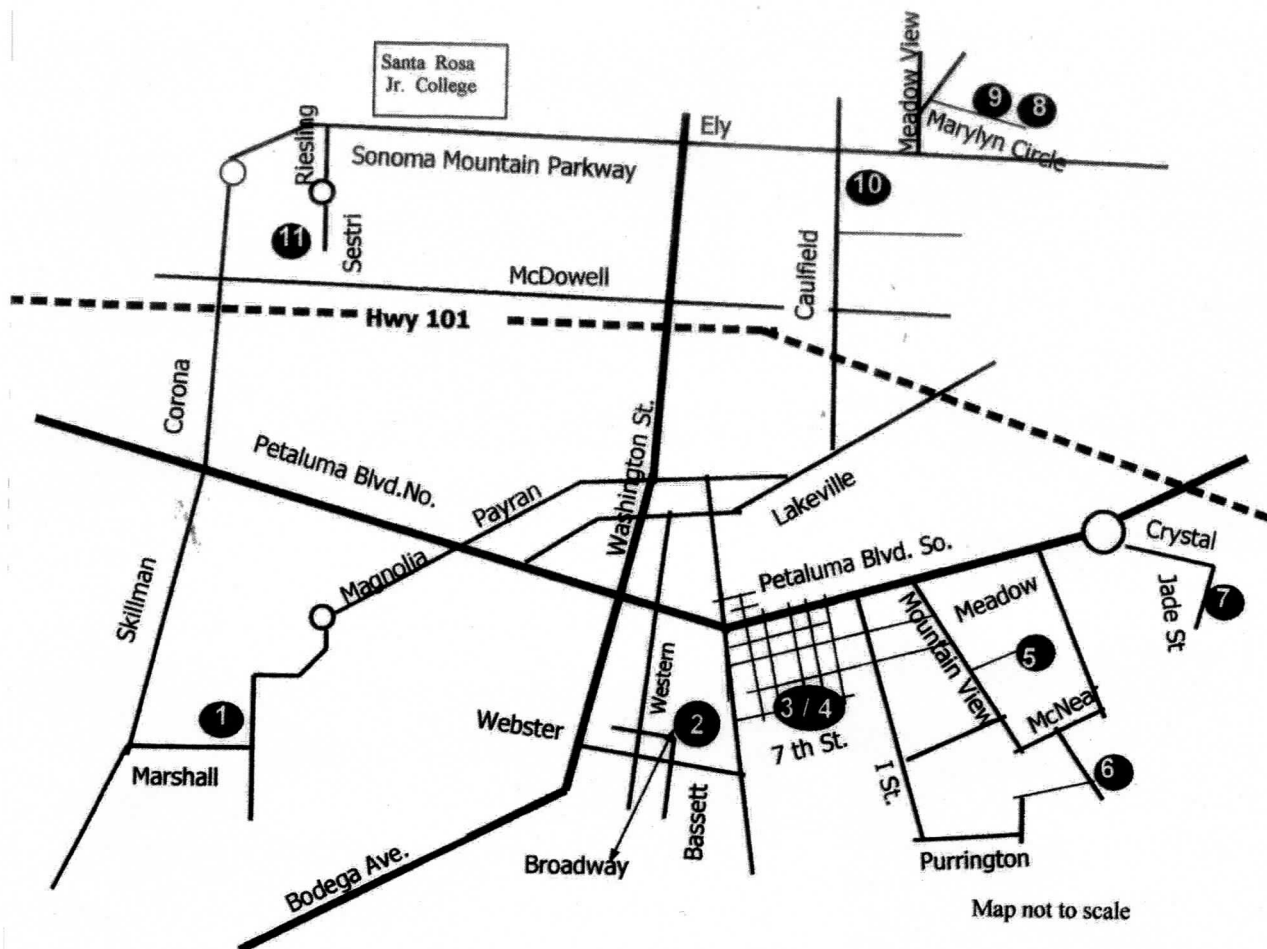 Santa Rosa
Jr. College
Meadow View
9
8
Marylyn Circle
Ely
Riesling
Sonoma Mountain Parkway
10
11
Sestri
McDowell
Caulfield
Hwy 101
Corona
Petaluma Blvd.No.
Payran
Washington St.
Lakeville
Magnolia
Petaluma Blvd. So.
Crystal
Jade St
7
Skillman
Meadow
Mountain View
5
McNea
1
Marshall
Webster
Western
2
3 / 4
7 th St.
I St.
6
Bassett
Broadway
Purrington
Bodega Ave.
Map not to scale